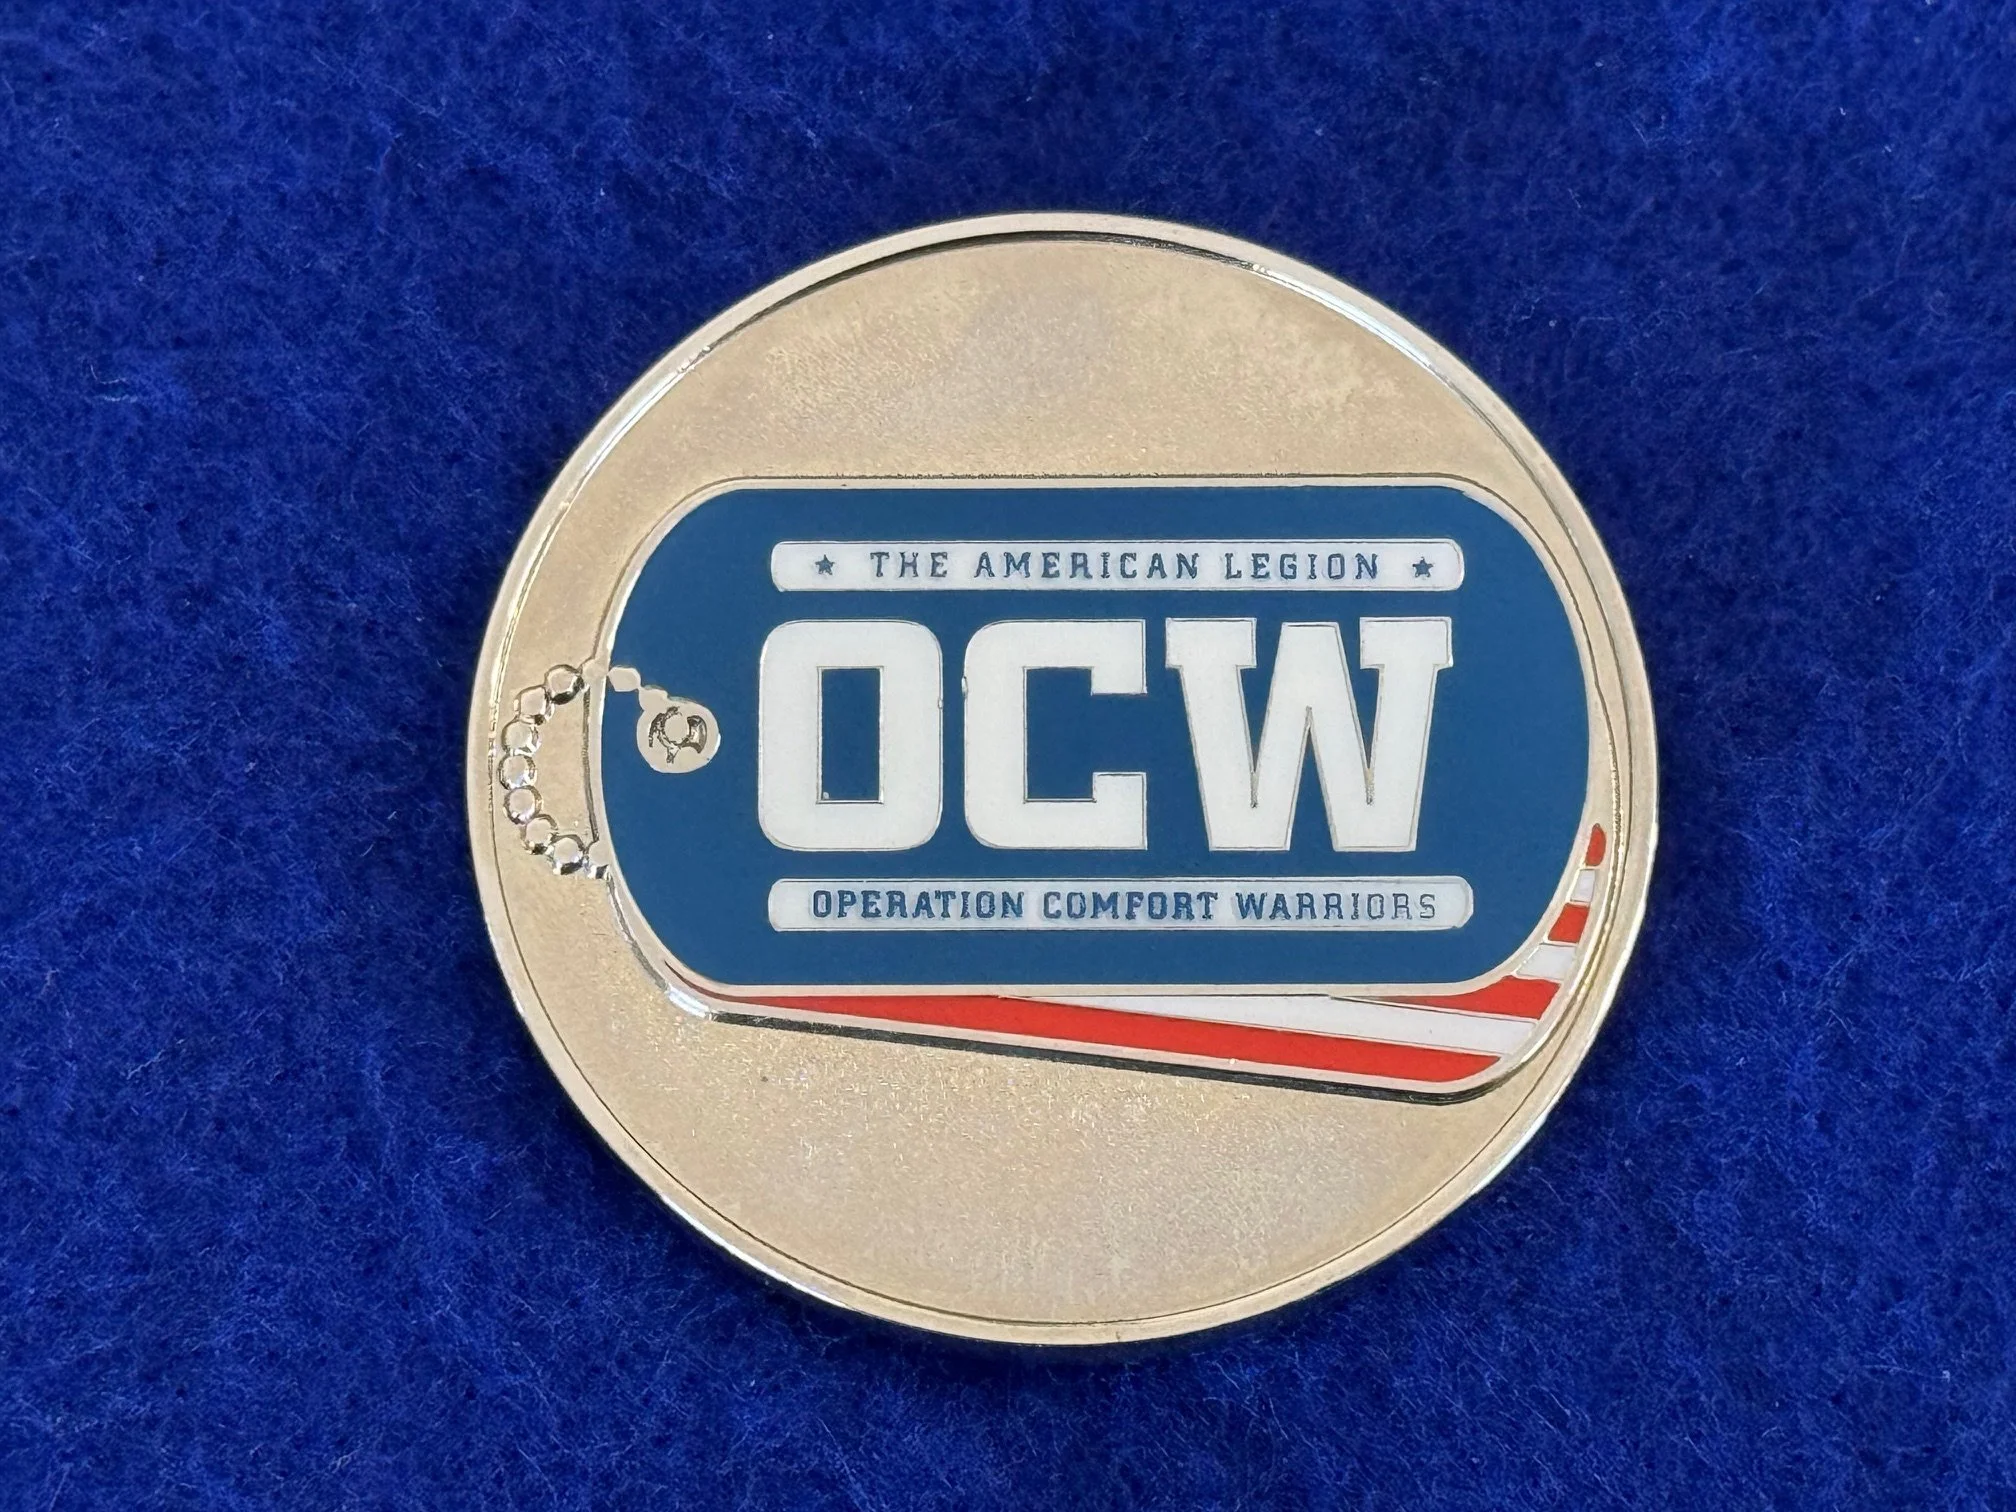 ★ THE AMERICAN LEGION ★
OCW
OPERATION COMFORT WARRIORS